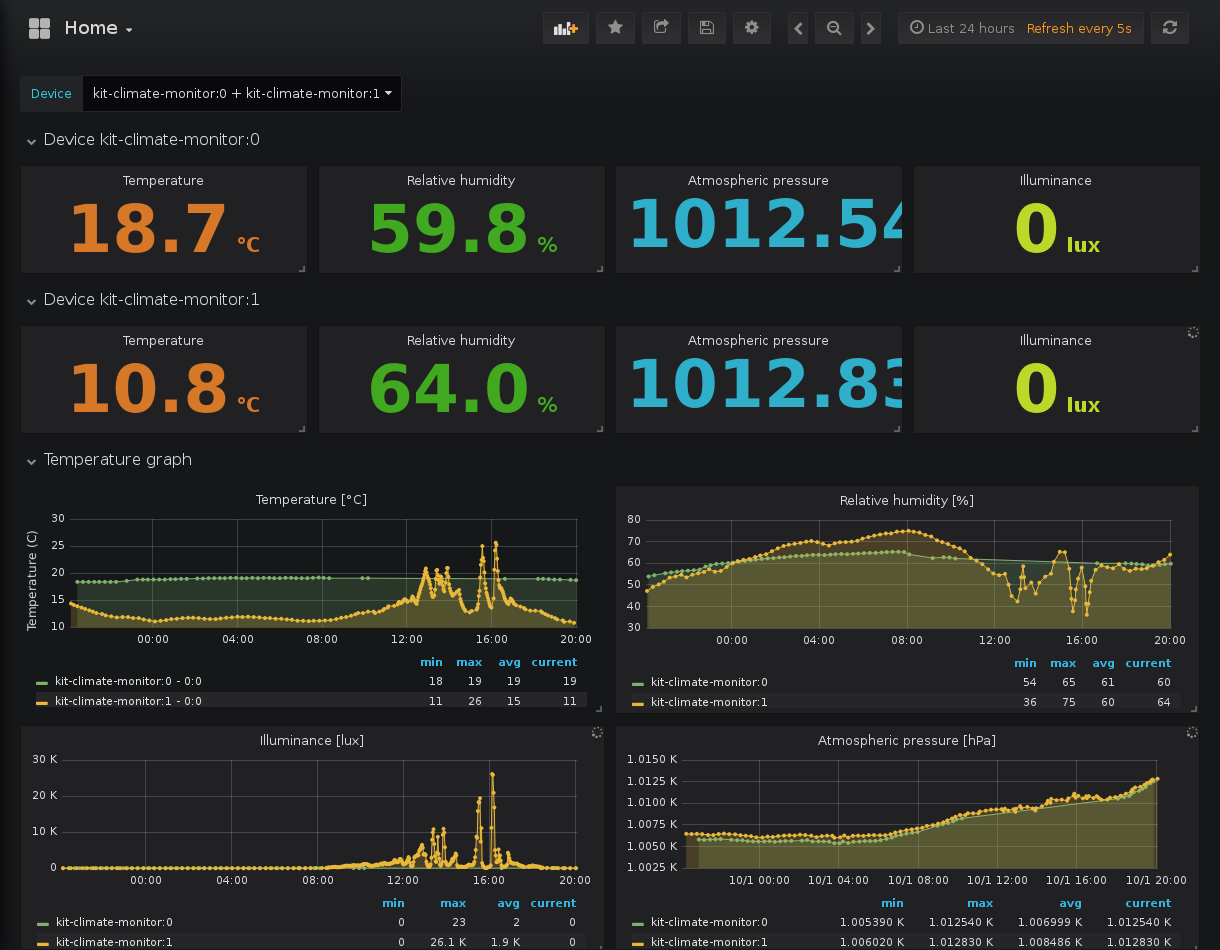 Home
Last 24 hours Refresh every 5s
Device kit-climate-monitor:0 + kit-climate-monitor:1
Device kit-climate-monitor:0
Temperature Relative humidity Atmospheric pressure Illuminance
18.7 °C 59.8 % 1012.54 0 lux
Device kit-climate-monitor:1
Temperature Relative humidity Atmospheric pressure Illuminance
10.8 °C 64.0 % 1012.83 0 lux
Temperature graph
Temperature [°C]
Temperature (C)
30
25
20
15
10
00:00 04:00 08:00 12:00 16:00 20:00
min max avg current
kit-climate-monitor:0 - 0:0 18 19 19 19
kit-climate-monitor:1 - 0:0 11 26 15 11
Relative humidity [%]
80
70
60
50
40
30
00:00 04:00 08:00 12:00 16:00 20:00
min max avg current
kit-climate-monitor:0 54 65 61 60
kit-climate-monitor:1 36 75 60 64
Illuminance [lux]
30 K
20 K
10 K
0
00:00 04:00 08:00 12:00 16:00 20:00
min max avg current
kit-climate-monitor:0 0 23 2 0
kit-climate-monitor:1 0 26.1 K 1.9 K 0
Atmospheric pressure [hPa]
1.0150 K
1.0125 K
1.0100 K
1.0075 K
1.0050 K
1.0025 K
10/1 00:00 10/1 04:00 10/1 08:00 10/1 12:00 10/1 16:00 10/1 20:00
min max avg current
kit-climate-monitor:0 1.005390 K 1.012540 K 1.006999 K 1.012540 K
kit-climate-monitor:1 1.006020 K 1.012830 K 1.008486 K 1.012830 K